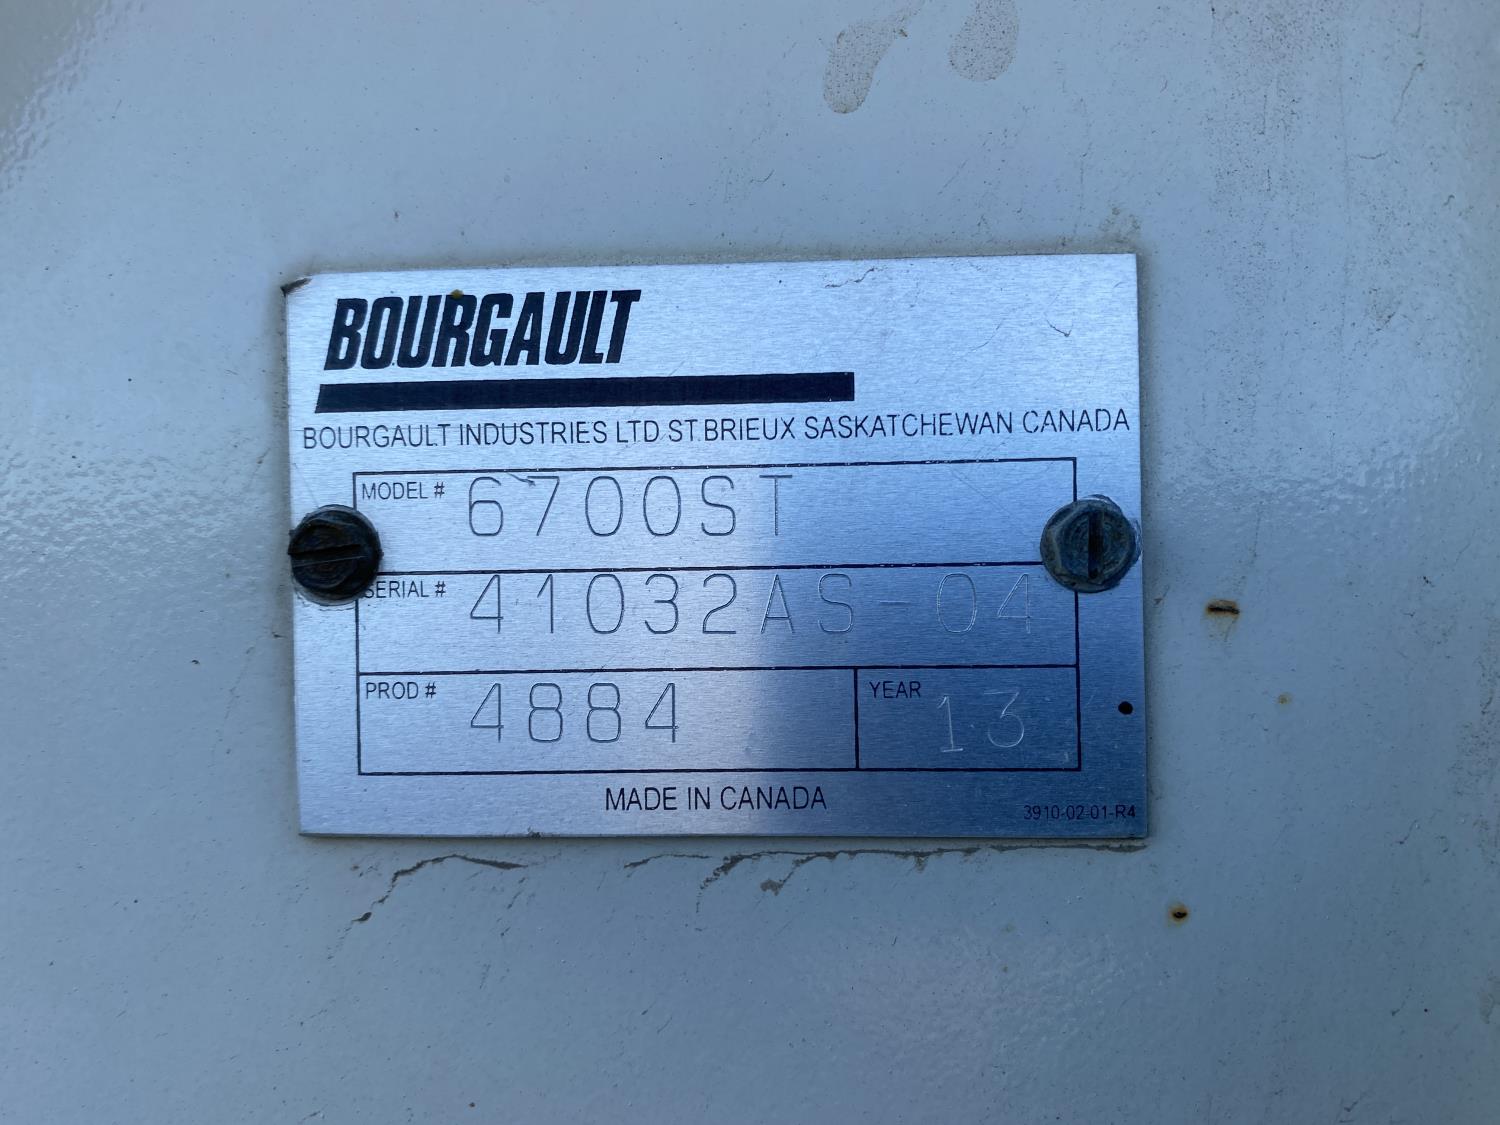 BOURGAULT
BOURGAULT INDUSTRIES LTD ST.BRIEUX SASKATCHEWAN CANADA
MODEL # 6700ST
SERIAL # 41032AS-04
PROD # 4884 YEAR 13
MADE IN CANADA
3910-02-01-R4